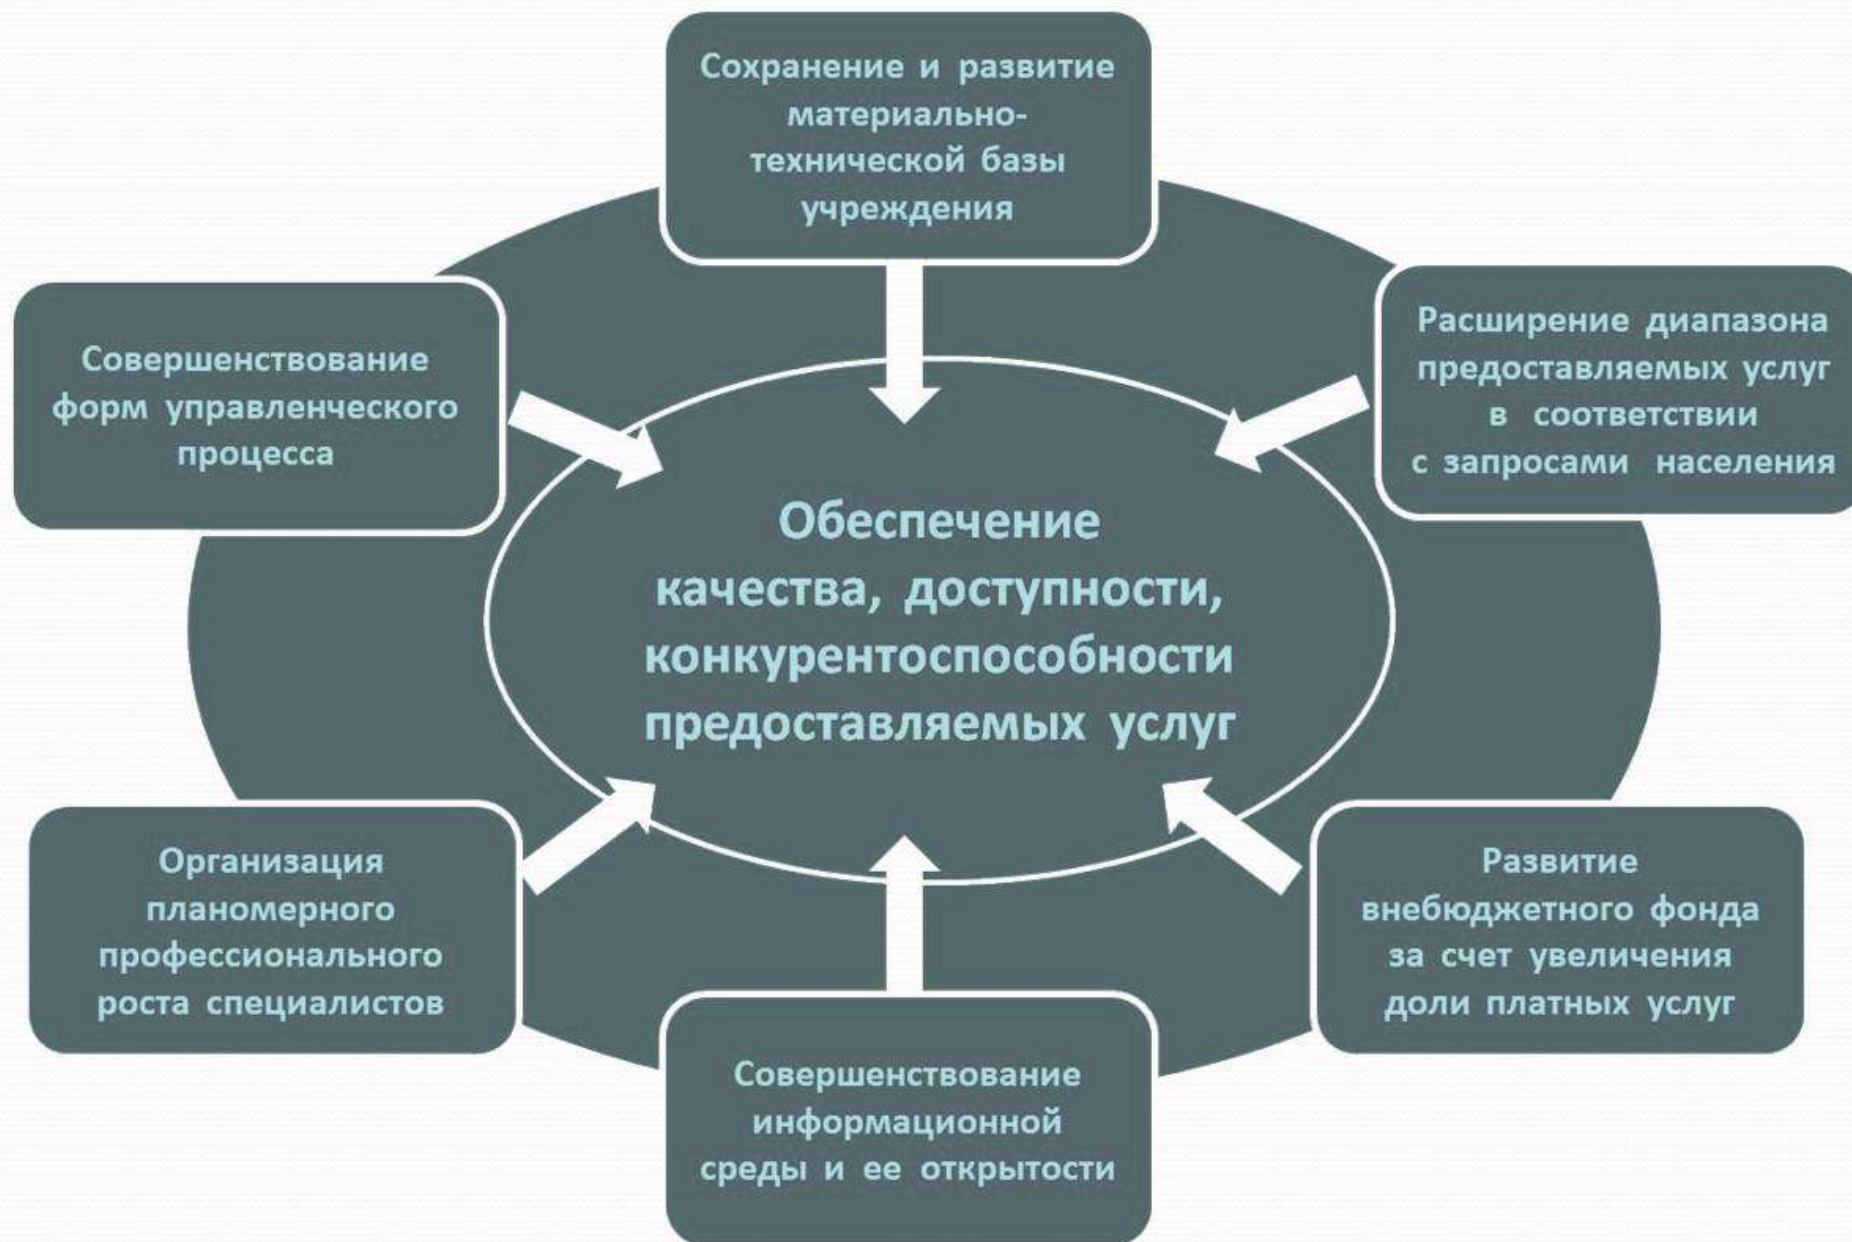 Сохранение и развитие
материально-
технической базы
учреждения
Совершенствование
форм управленческого
процесса
Расширение диапазона
предоставляемых услуг
в соответствии
с запросами населения
Обеспечение
качества, доступности,
конкурентоспособности
предоставляемых услуг
Организация
планомерного
профессионального
роста специалистов
Развитие
внебюджетного фонда
за счет увеличения
доли платных услуг
Совершенствование
информационной
среды и ее открытости